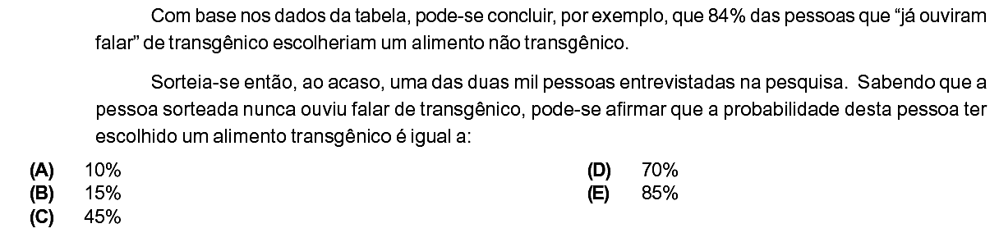 Com base nos dados da tabela, pode-se concluir, por exemplo, que 84% das pessoas que “já ouviram
falar” de transgênico escolheriam um alimento não transgênico.
Sorteia-se então, ao acaso, uma das duas mil pessoas entrevistadas na pesquisa. Sabendo que a
pessoa sorteada nunca ouviu falar de transgênico, pode-se afirmar que a probabilidade desta pessoa ter
escolhido um alimento transgênico é igual a:
(A) 10%
(B) 15%
(C) 45%
(D) 70%
(E) 85%